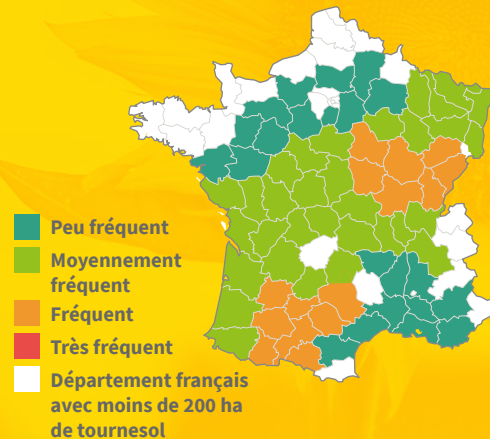 Peu fréquent
Moyennement
fréquent
Fréquent
Très fréquent
Département français
avec moins de 200 ha
de tournesol